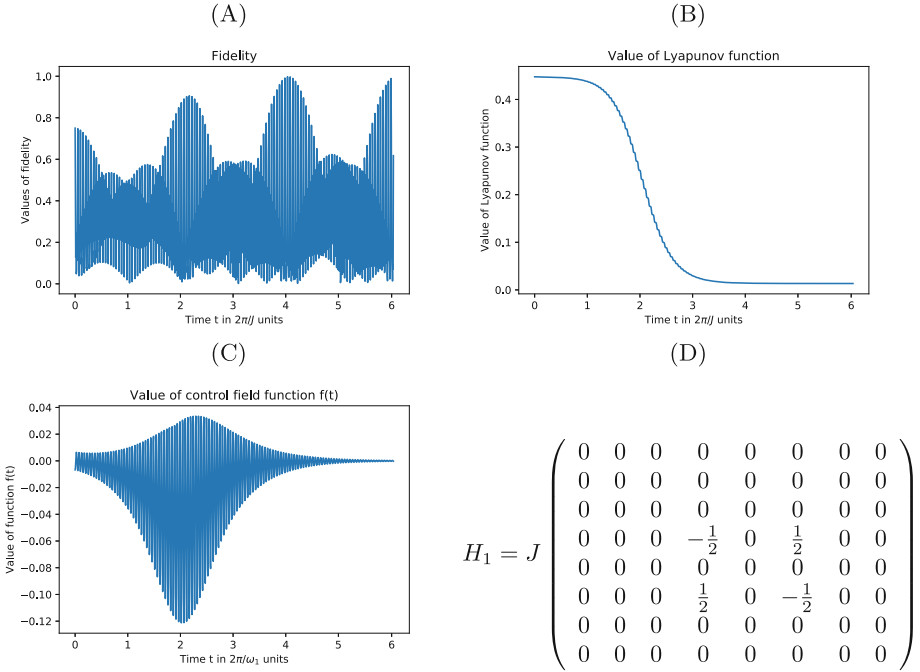 (A)
Fidelity
Values of fidelity
1.0
0.8
0.6
0.4
0.2
0.0
0 1 2 3 4 5 6
Time t in 2π/J units
(B)
Value of Lyapunov function
Value of Lyapunov function
0.4
0.3
0.2
0.1
0.0
0 1 2 3 4 5 6
Time t in 2π/J units
(C)
Value of control field function f(t)
Value of function f(t)
0.04
0.02
0.00
−0.02
−0.04
−0.06
−0.08
−0.10
−0.12
0 1 2 3 4 5 6
Time t in 2π/ω₁ units
(D)
H₁ = J
0 0 0 0 0 0 0 0
0 0 0 0 0 0 0 0
0 0 0 0 0 0 0 0
0 0 0 −1/2 0 1/2 0 0
0 0 0 0 0 0 0 0
0 0 0 1/2 0 −1/2 0 0
0 0 0 0 0 0 0 0
0 0 0 0 0 0 0 0